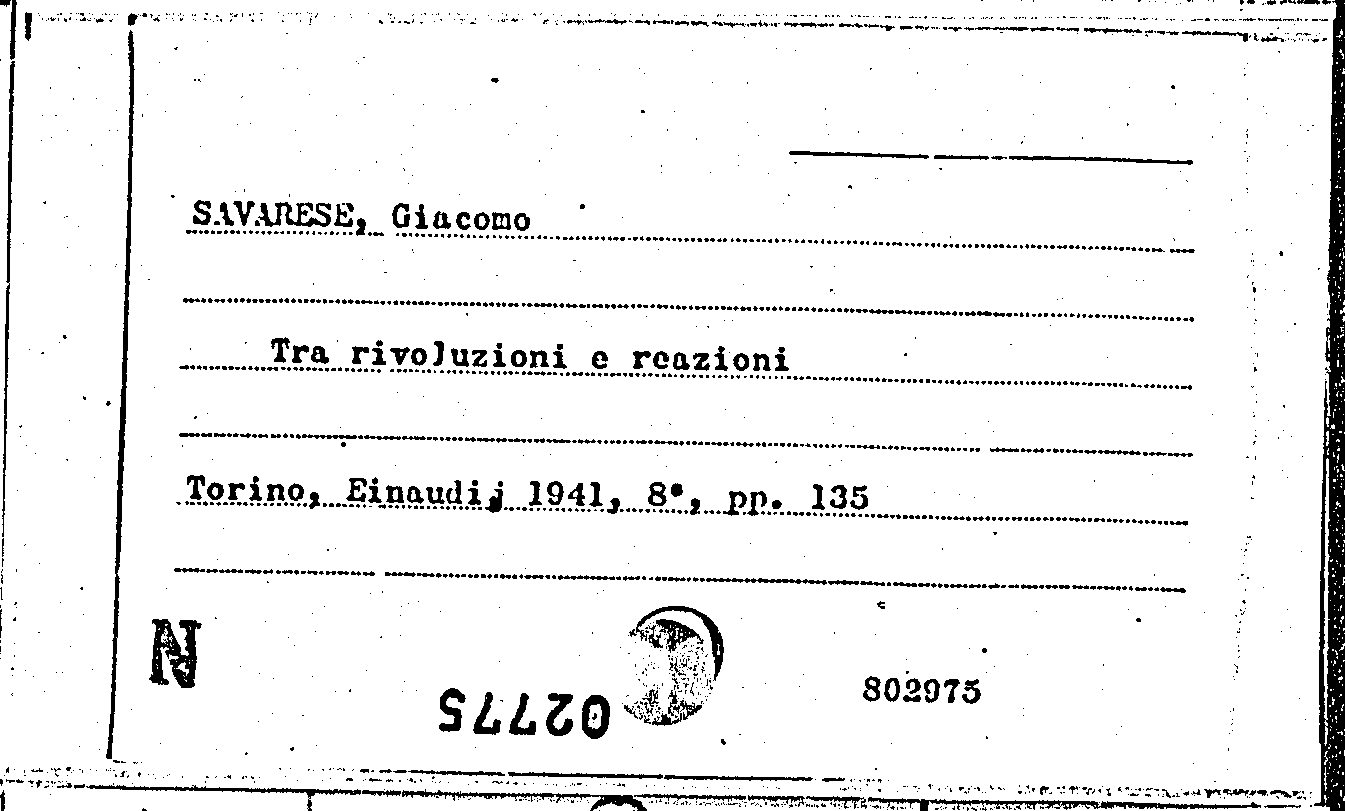 SAVARESE, Giacomo
Tra rivoluzioni e reazioni
Torino, Einaudi, 1941, 8°, pp. 135
N
02775
802975